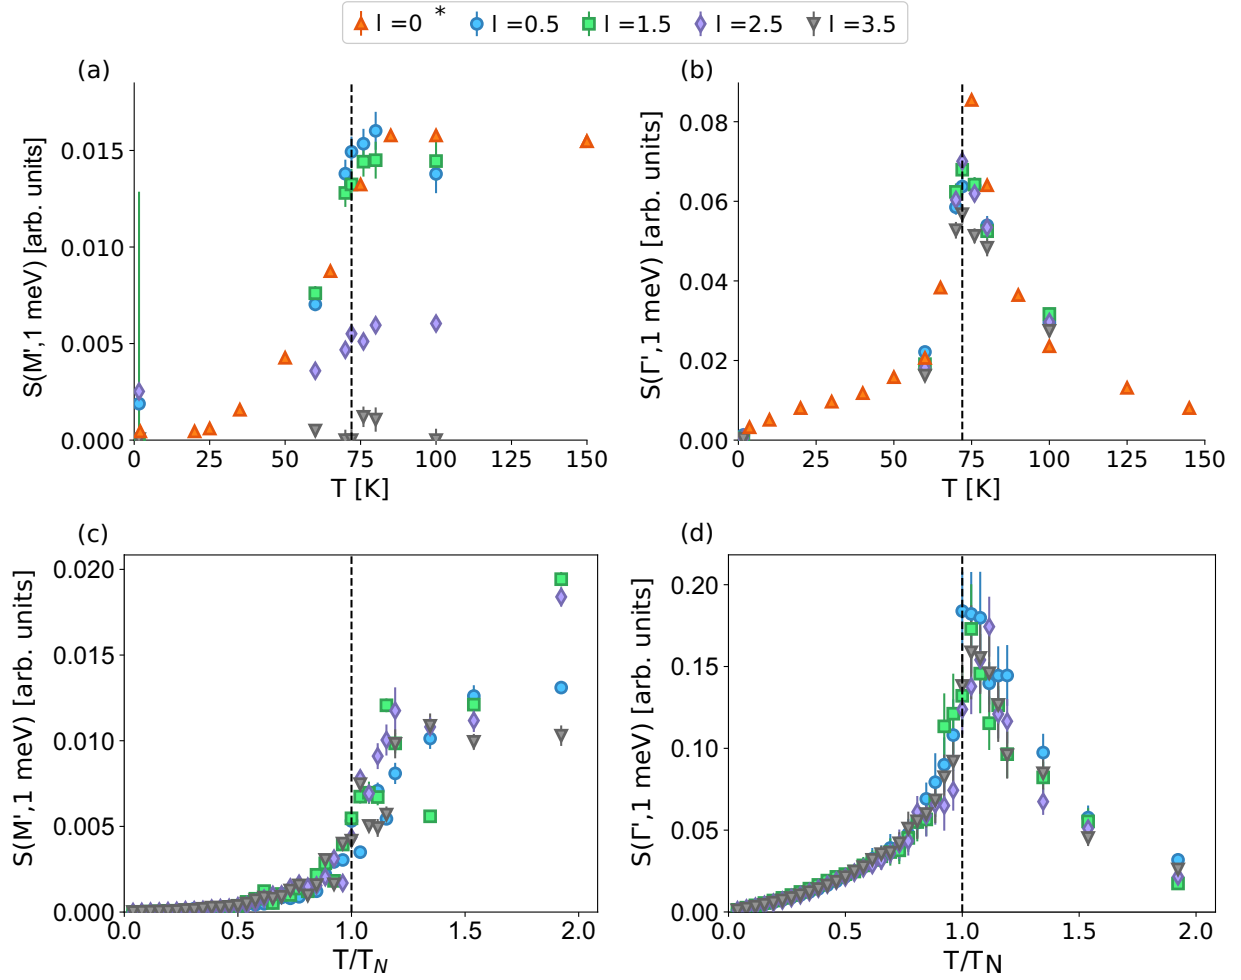 l =0 * l =0.5 l =1.5 l =2.5 l =3.5
(a) (b)
S(M',1 meV) [arb. units]
0.015
0.010
0.005
0.000
0 25 50 75 100 125 150
T [K]
S(Γ',1 meV) [arb. units]
0.08
0.06
0.04
0.02
0.00
0 25 50 75 100 125 150
T [K]
(c) (d)
S(M',1 meV) [arb. units]
0.020
0.015
0.010
0.005
0.000
0.0 0.5 1.0 1.5 2.0
T/T_N
S(Γ',1 meV) [arb. units]
0.20
0.15
0.10
0.05
0.00
0.0 0.5 1.0 1.5 2.0
T/T_N